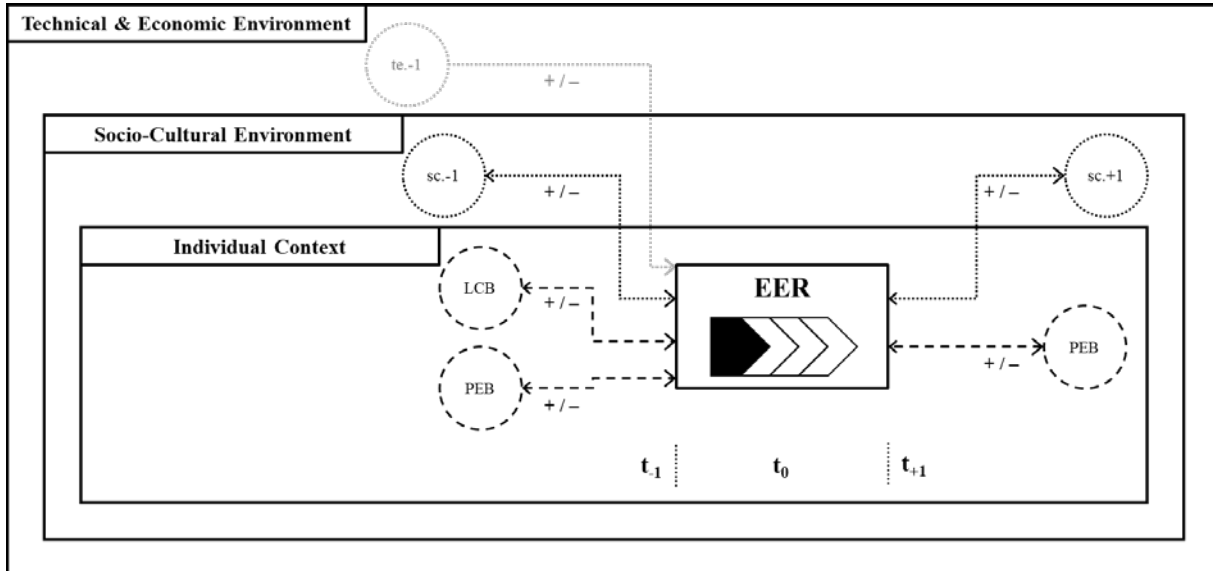 Technical & Economic Environment
te.-1
+ / –
Socio-Cultural Environment
sc.-1
+ / –
sc.+1
+ / –
Individual Context
LCB
+ / –
EER
PEB
+ / –
PEB
+ / –
t-1
t0
t+1